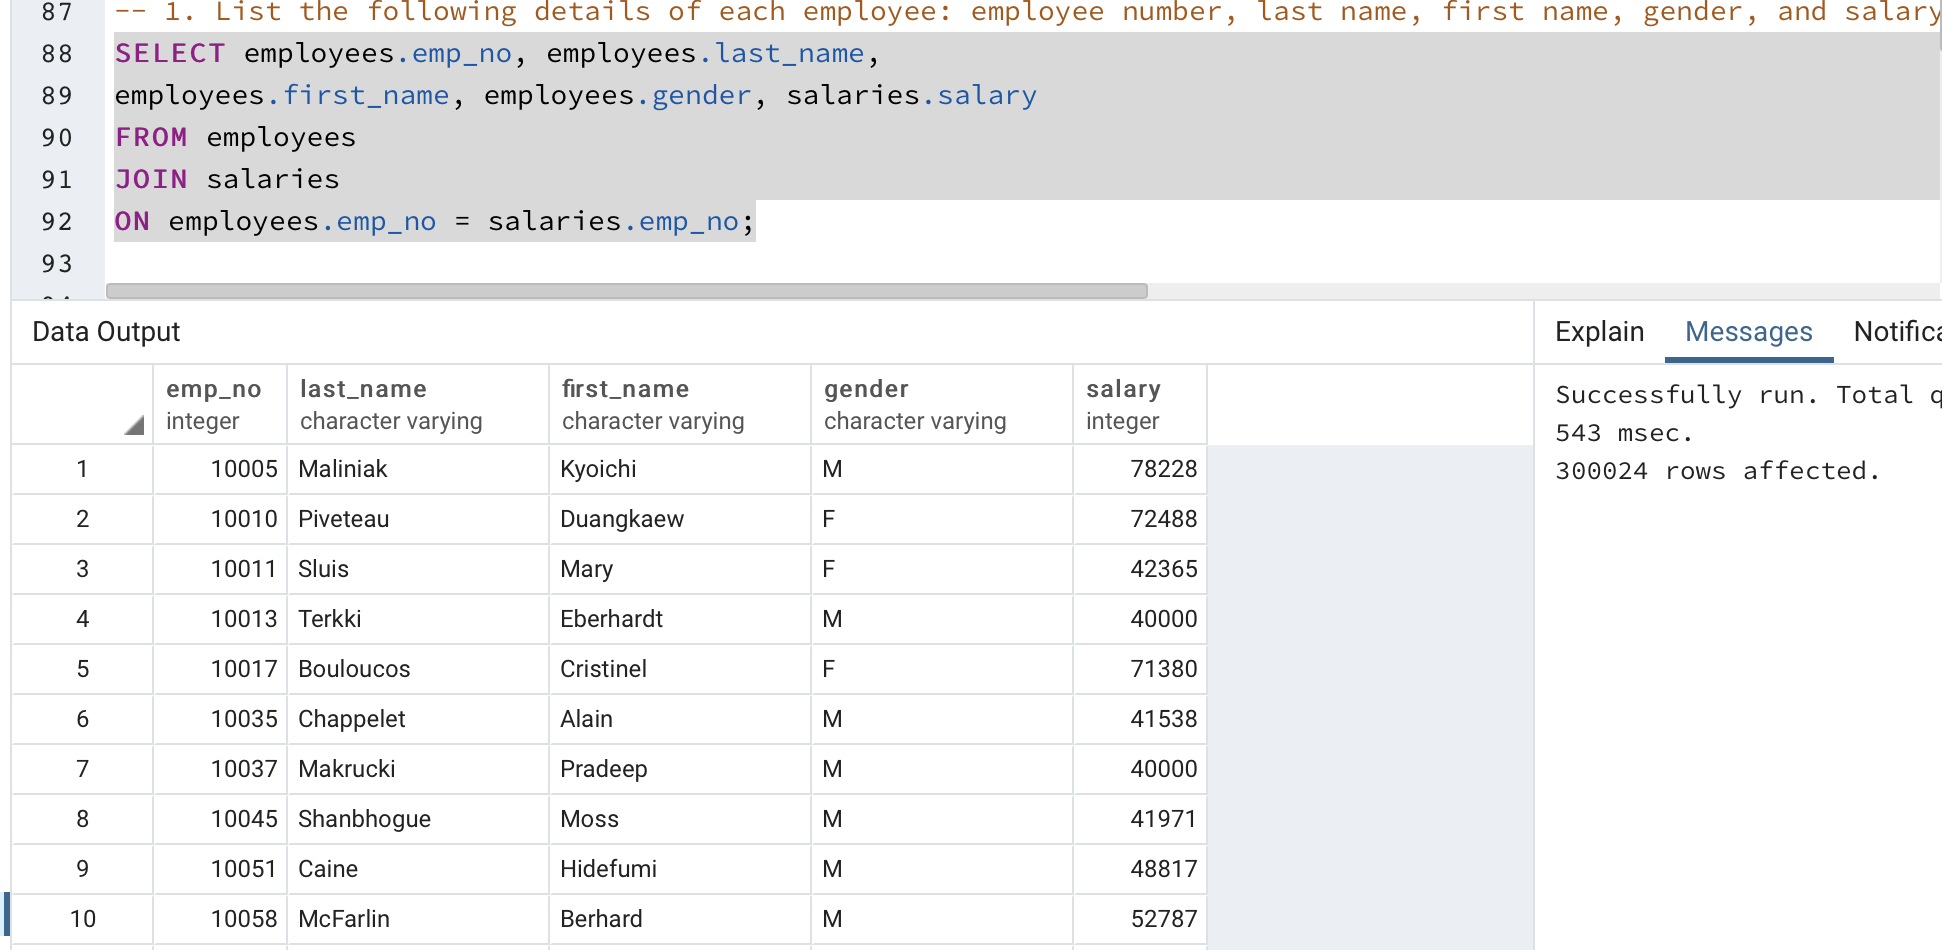 87 -- 1. List the following details of each employee: employee number, last name, first name, gender, and salary
88 SELECT employees.emp_no, employees.last_name,
89 employees.first_name, employees.gender, salaries.salary
90 FROM employees
91 JOIN salaries
92 ON employees.emp_no = salaries.emp_no;
93
Data Output
Explain Messages
emp_no last_name first_name gender salary
integer character varying character varying character varying integer
1 10005 Maliniak Kyoichi M 78228
2 10010 Piveteau Duangkaew F 72488
3 10011 Sluis Mary F 42365
4 10013 Terkki Eberhardt M 40000
5 10017 Bouloucos Cristinel F 71380
6 10035 Chappelet Alain M 41538
7 10037 Makrucki Pradeep M 40000
8 10045 Shanbhogue Moss M 41971
9 10051 Caine Hidefumi M 48817
10 10058 McFarlin Berhard M 52787
Successfully run. Total
543 msec.
300024 rows affected.